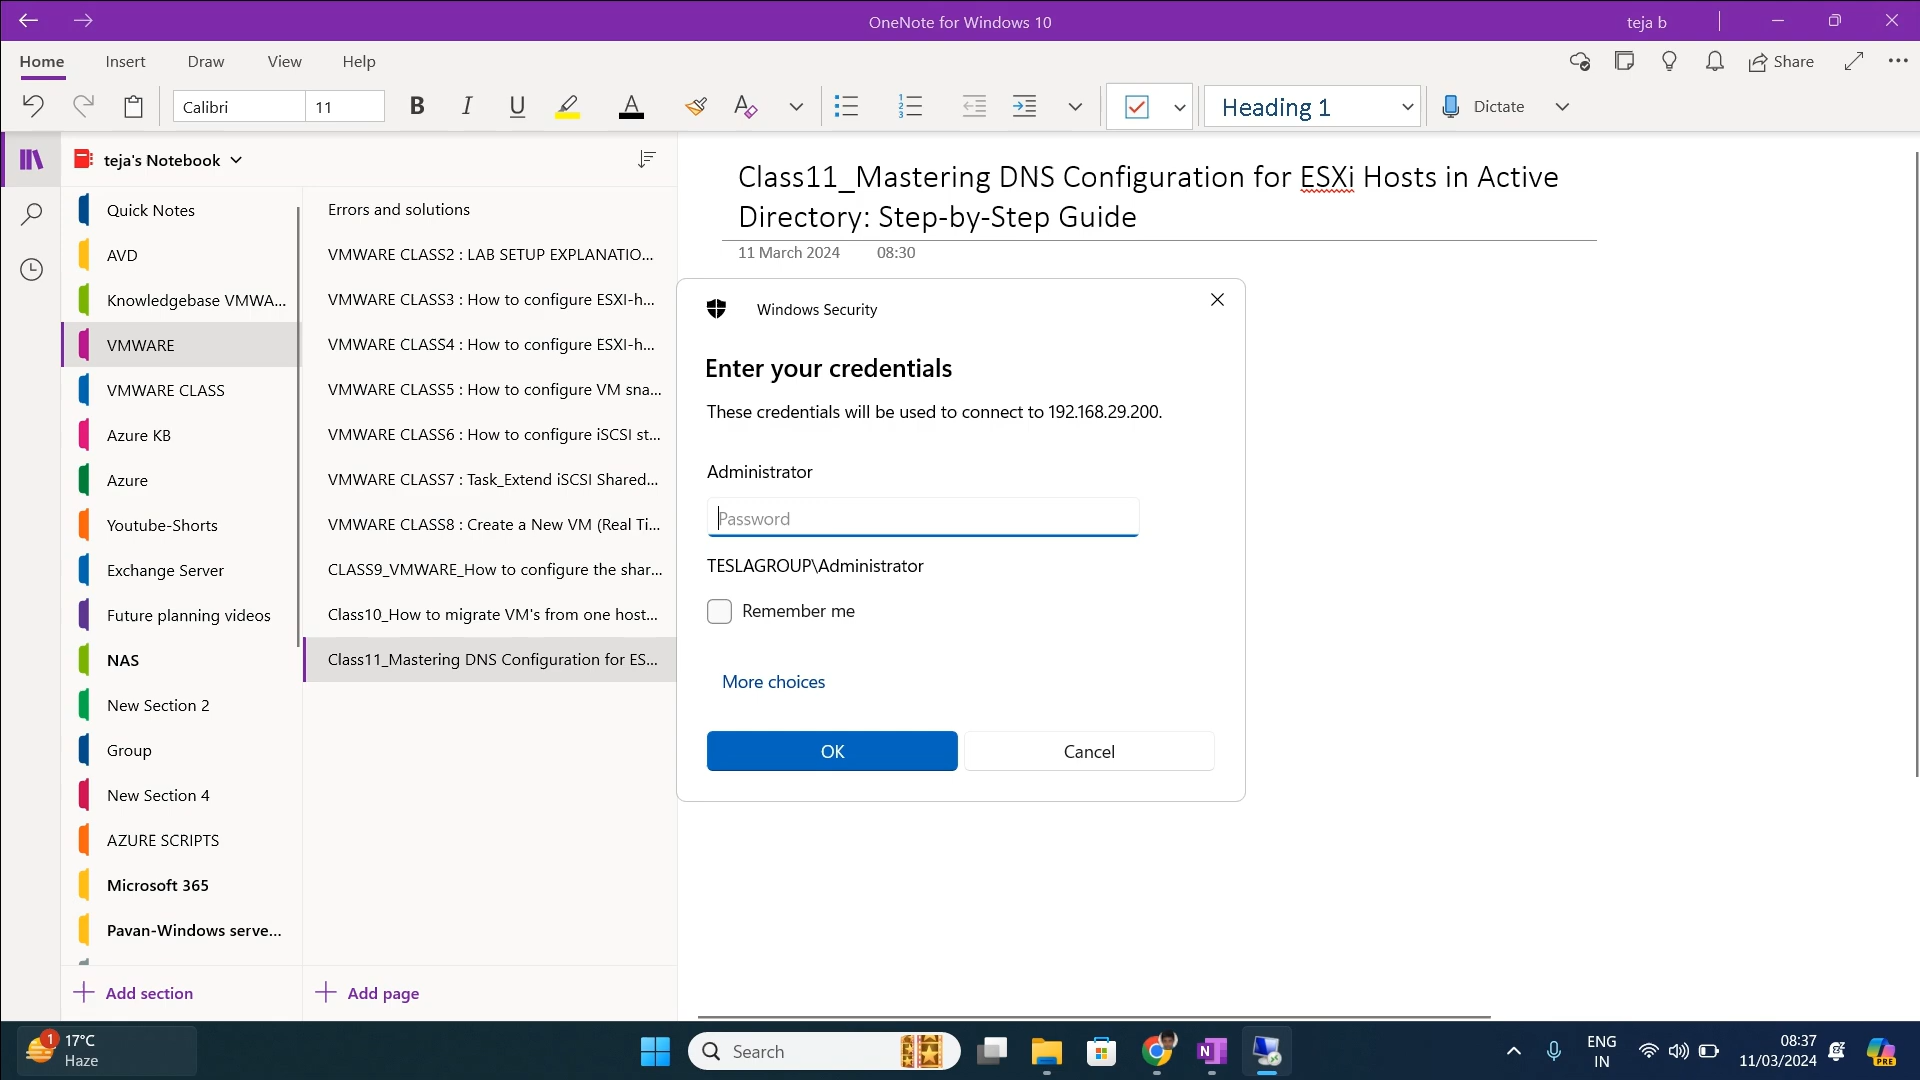 OneNote for Windows 10
teja b
Home
Insert
Draw
View
Help
Share
Calibri
11
B
I
U
A
A
Heading 1
Dictate
teja's Notebook
Quick Notes
AVD
Knowledgebase VMWA...
VMWARE
VMWARE CLASS
Azure KB
Azure
Youtube-Shorts
Exchange Server
Future planning videos
NAS
New Section 2
Group
New Section 4
AZURE SCRIPTS
Microsoft 365
Pavan-Windows serve...
Add section
Errors and solutions
VMWARE CLASS2 : LAB SETUP EXPLANATIO...
VMWARE CLASS3 : How to configure ESXI-h...
VMWARE CLASS4 : How to configure ESXI-h...
VMWARE CLASS5 : How to configure VM sna...
VMWARE CLASS6 : How to configure iSCSI st...
VMWARE CLASS7 : Task_Extend iSCSI Shared...
VMWARE CLASS8 : Create a New VM (Real Ti...
CLASS9_VMWARE_How to configure the shar...
Class10_How to migrate VM's from one host...
Class11_Mastering DNS Configuration for ES...
Add page
Class11_Mastering DNS Configuration for ESXi Hosts in Active
Directory: Step-by-Step Guide
11 March 2024 08:30
Windows Security
Enter your credentials
These credentials will be used to connect to 192.168.29.200.
Administrator
Password
TESLAGROUP\Administrator
Remember me
More choices
OK
Cancel
1
17°C
Haze
Search
N
ENG
IN
08:37
11/03/2024
PRE